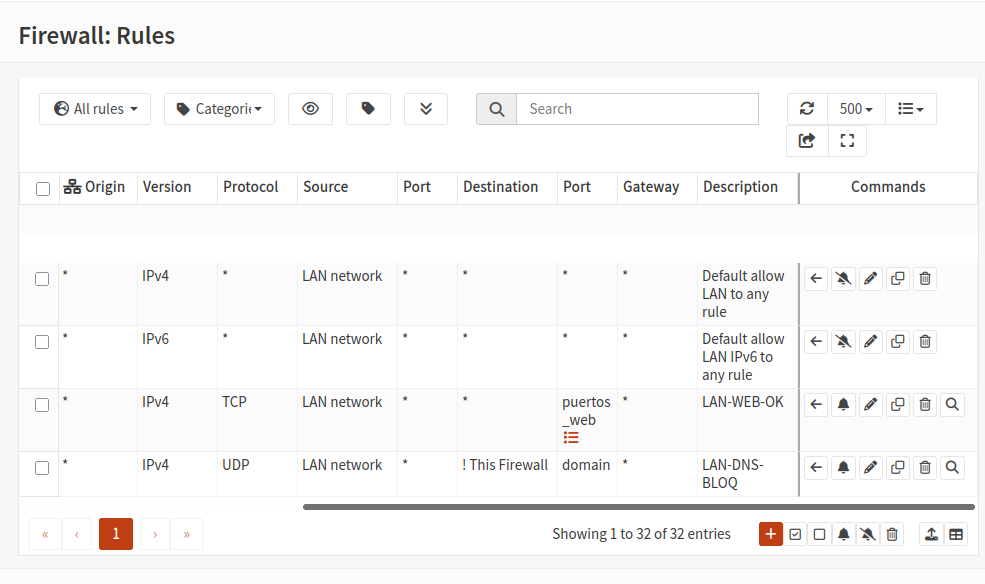 Firewall: Rules
All rules
Categorie
Search
500
Origin Version Protocol Source Port Destination Port Gateway Description Commands
* IPv4 * LAN network * * * * Default allow
LAN to any
rule
* IPv6 * LAN network * * * * Default allow
LAN IPv6 to
any rule
* IPv4 TCP LAN network * * puertos * LAN-WEB-OK
_web
* IPv4 UDP LAN network * ! This Firewall domain * LAN-DNS-
BLOQ
« ‹ 1 › » Showing 1 to 32 of 32 entries